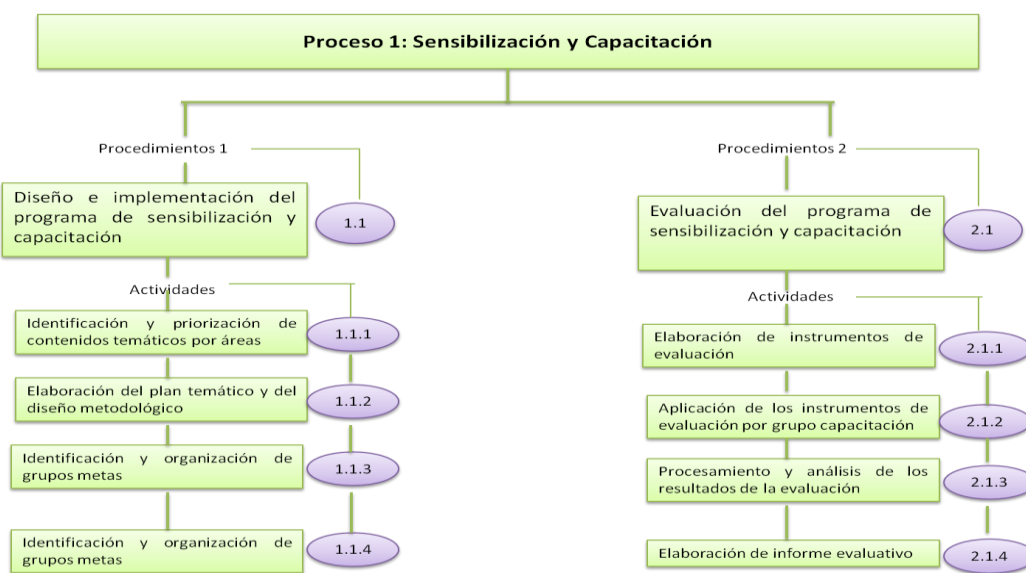 Proceso 1: Sensibilización y Capacitación
Procedimientos 1
Diseño e implementación del
programa de sensibilización y
capacitación
1.1
Actividades
Identificación y priorización de
contenidos temáticos por áreas
1.1.1
Elaboración del plan temático y del
diseño metodológico
1.1.2
Identificación y organización de
grupos metas
1.1.3
Identificación y organización de
grupos metas
1.1.4
Procedimientos 2
Evaluación del programa de
sensibilización y capacitación
2.1
Actividades
Elaboración de instrumentos de
evaluación
2.1.1
Aplicación de los instrumentos de
evaluación por grupo capacitación
2.1.2
Procesamiento y análisis de los
resultados de la evaluación
2.1.3
Elaboración de informe evaluativo
2.1.4